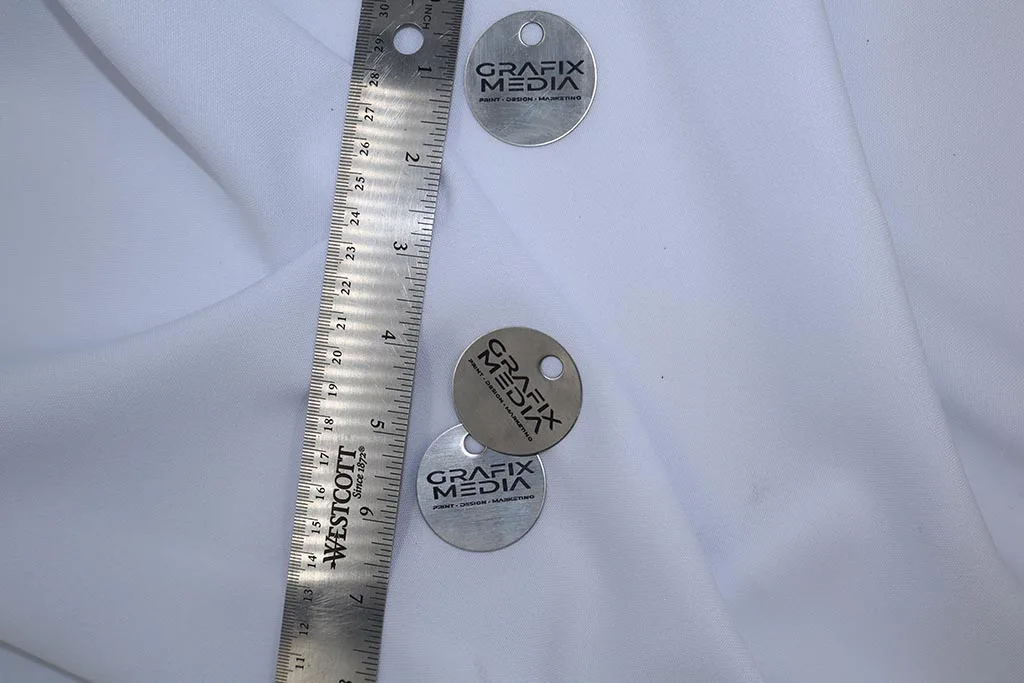 INCH
1
2
3
4
5
6
7
8
30
29
28
27
26
25
24
23
22
21
20
19
18
17
16
15
14
13
12
11
WESTCOTT®
Since 1872
GRAFIX
MEDIA
PRINT • DESIGN • MARKETING
GRAFIX
MEDIA
PRINT • DESIGN • MARKETING
GRAFIX
MEDIA
PRINT • DESIGN • MARKETING